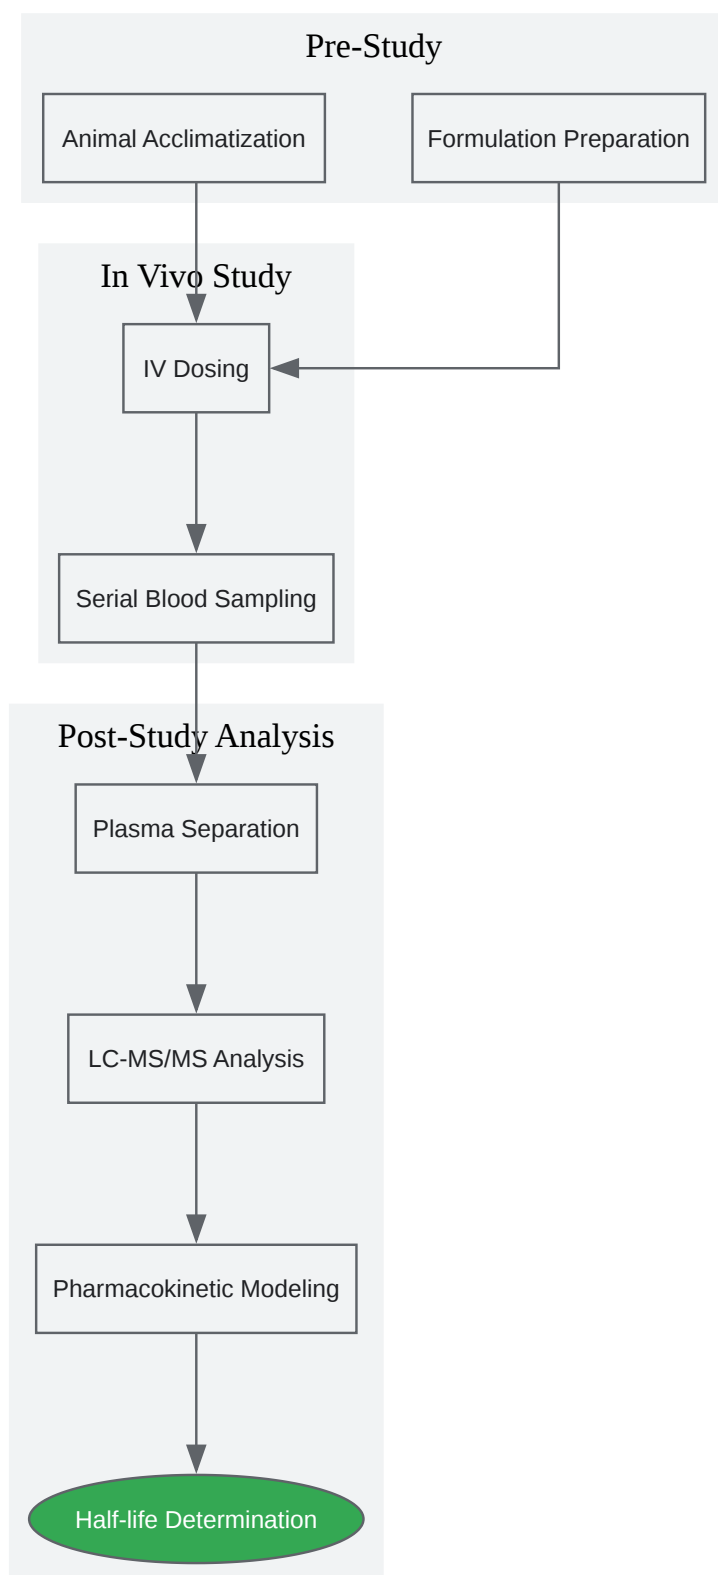 Pre-Study
Animal Acclimatization
Formulation Preparation
In Vivo Study
IV Dosing
Serial Blood Sampling
Post-Study Analysis
Plasma Separation
LC-MS/MS Analysis
Pharmacokinetic Modeling
Half-life Determination